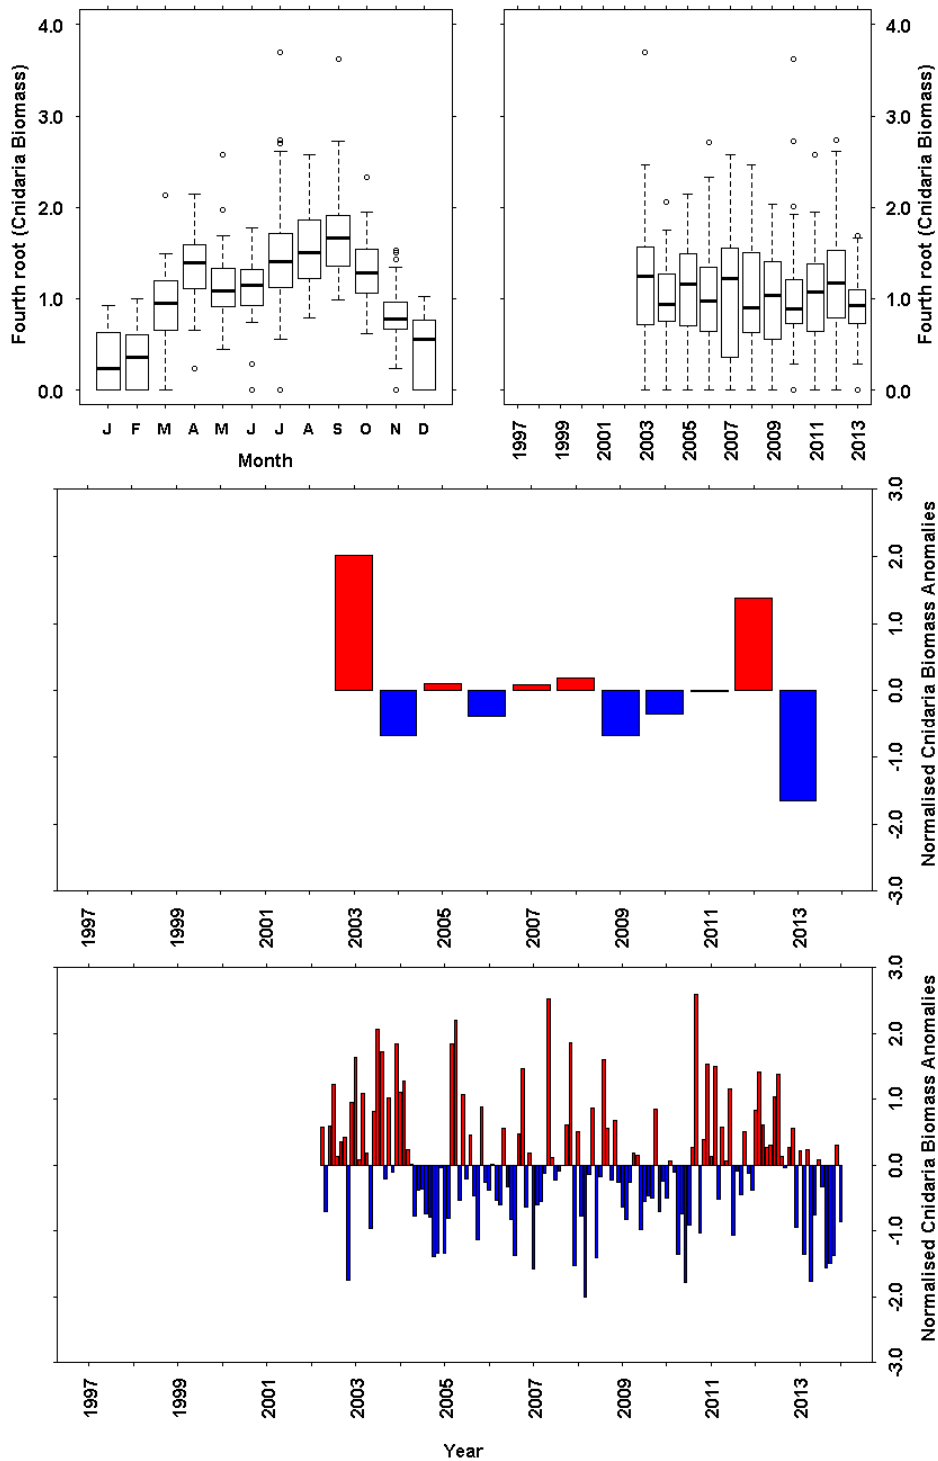 Fourth root (Cnidaria Biomass)
4.0
3.0
2.0
1.0
0.0
J F M A M J J A S O N D
Month
4.0
3.0
2.0
1.0
0.0
Fourth root (Cnidaria Biomass)
1997 1999 2001 2003 2005 2007 2009 2011 2013
3.0
2.0
1.0
0.0
-1.0
-2.0
-3.0
Normalised Cnidaria Biomass Anomalies
1997 1999 2001 2003 2005 2007 2009 2011 2013
3.0
2.0
1.0
0.0
-1.0
-2.0
-3.0
Normalised Cnidaria Biomass Anomalies
1997 1999 2001 2003 2005 2007 2009 2011 2013
Year